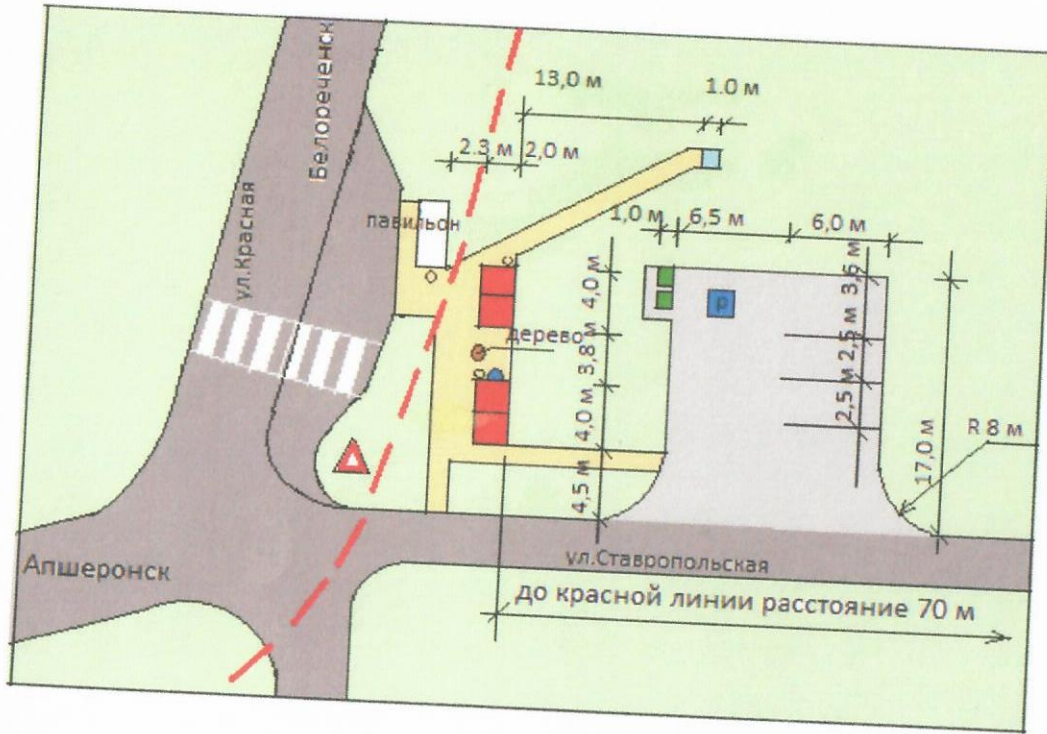 Белореченск
ул.Красная
13,0 м
1.0 м
2.3 м
2,0 м
павильон
1,0 м
6,5 м
6,0 м
4,0 м
3,6 м
P
дерево
3,8 м
2,5 м
2,5 м
4,0 м
R 8 м
17,0 м
4,5 м
ул.Ставропольская
Апшеронск
до красной линии расстояние 70 м